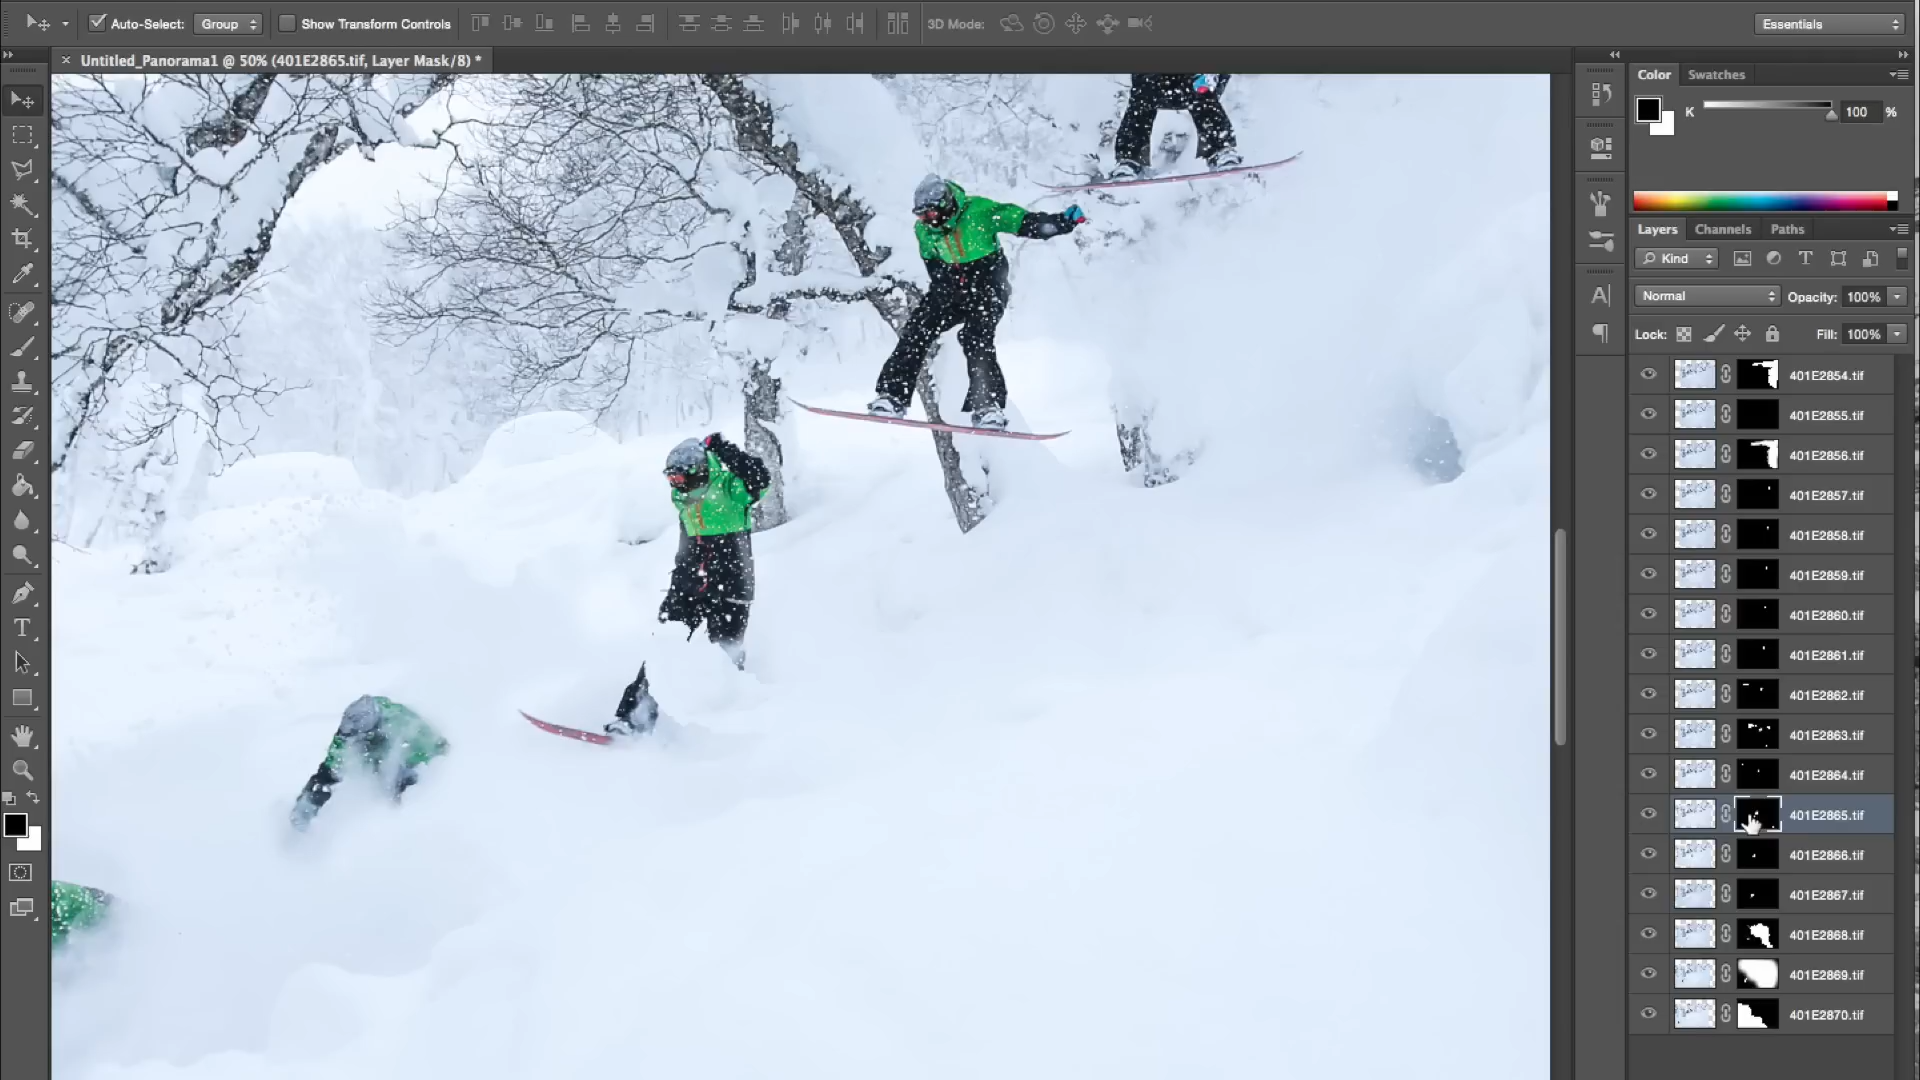 Auto-Select: Group Show Transform Controls 3D Mode: Essentials
× Untitled_Panorama1 @ 50% (401E2865.tif, Layer Mask/8) *
Color Swatches
K 100 %
Layers Channels Paths
Kind
Normal Opacity: 100%
Lock: Fill: 100%
401E2854.tif
401E2855.tif
401E2856.tif
401E2857.tif
401E2858.tif
401E2859.tif
401E2860.tif
401E2861.tif
401E2862.tif
401E2863.tif
401E2864.tif
401E2865.tif
401E2866.tif
401E2867.tif
401E2868.tif
401E2869.tif
401E2870.tif